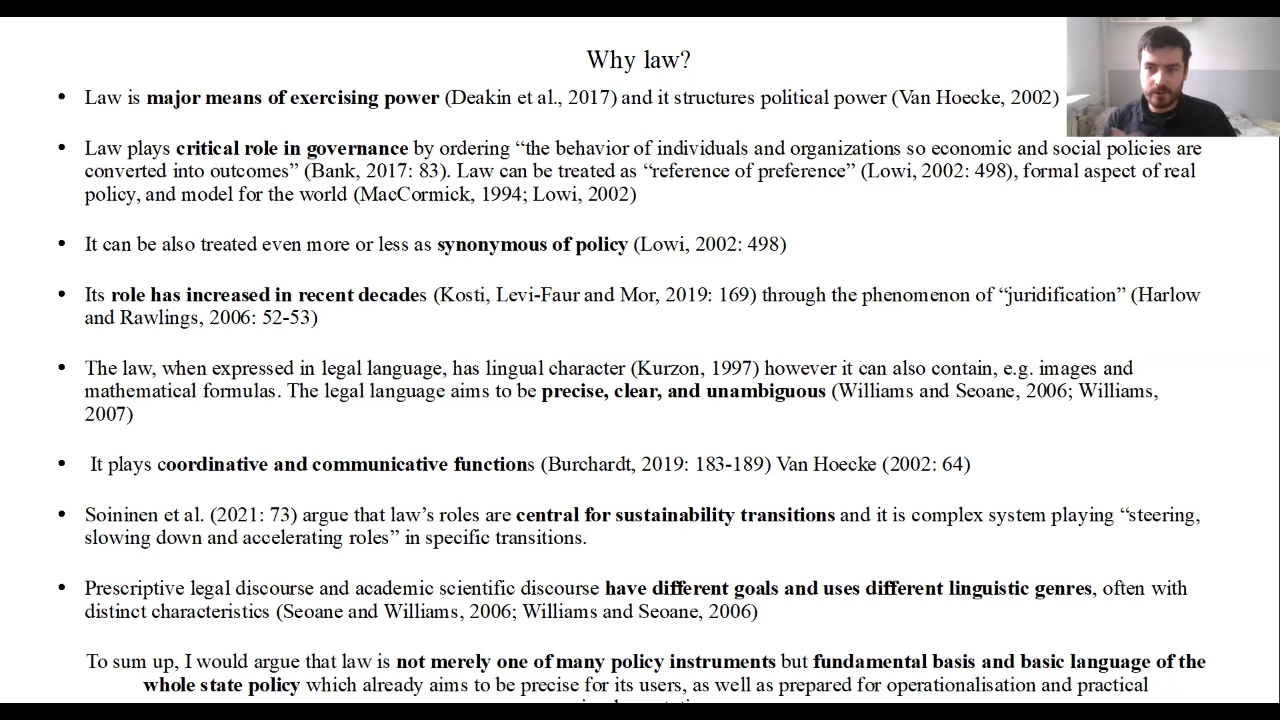 Why law?
• Law is major means of exercising power (Deakin et al., 2017) and it structures political power (Van Hoecke, 2002)
• Law plays critical role in governance by ordering “the behavior of individuals and organizations so economic and social policies are
converted into outcomes” (Bank, 2017: 83). Law can be treated as “reference of preference” (Lowi, 2002: 498), formal aspect of real
policy, and model for the world (MacCormick, 1994; Lowi, 2002)
• It can be also treated even more or less as synonymous of policy (Lowi, 2002: 498)
• Its role has increased in recent decades (Kosti, Levi-Faur and Mor, 2019: 169) through the phenomenon of “juridification” (Harlow
and Rawlings, 2006: 52-53)
• The law, when expressed in legal language, has lingual character (Kurzon, 1997) however it can also contain, e.g. images and
mathematical formulas. The legal language aims to be precise, clear, and unambiguous (Williams and Seoane, 2006; Williams,
2007)
• It plays coordinative and communicative functions (Burchardt, 2019: 183-189) Van Hoecke (2002: 64)
• Soininen et al. (2021: 73) argue that law’s roles are central for sustainability transitions and it is complex system playing “steering,
slowing down and accelerating roles” in specific transitions.
• Prescriptive legal discourse and academic scientific discourse have different goals and uses different linguistic genres, often with
distinct characteristics (Seoane and Williams, 2006; Williams and Seoane, 2006)
To sum up, I would argue that law is not merely one of many policy instruments but fundamental basis and basic language of the
whole state policy which already aims to be precise for its users, as well as prepared for operationalisation and practical